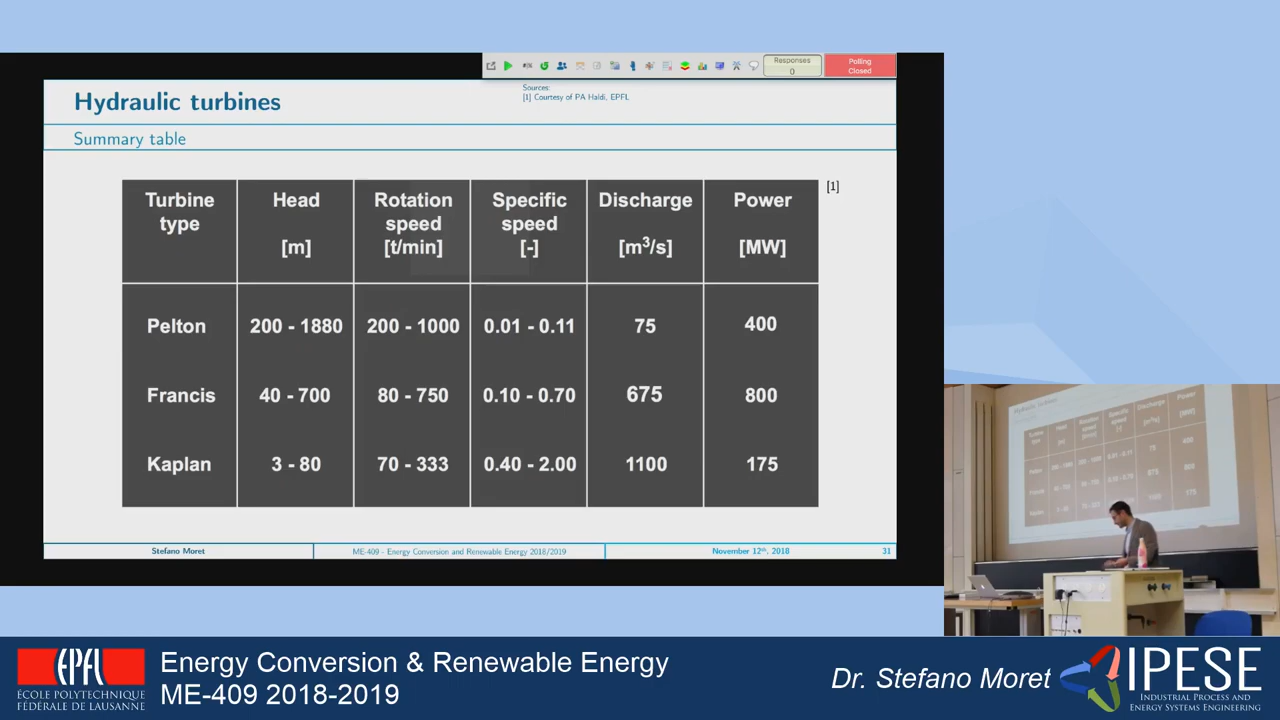 Responses
0
Polling
Closed
Hydraulic turbines
Sources:
[1] Courtesy of PA Haldi, EPFL
Summary table
[1]
Turbine type Head [m] Rotation speed [t/min] Specific speed [-] Discharge [m³/s] Power [MW]
Pelton 200 - 1880 200 - 1000 0.01 - 0.11 75 400
Francis 40 - 700 80 - 750 0.10 - 0.70 675 800
Kaplan 3 - 80 70 - 333 0.40 - 2.00 1100 175
Stefano Moret ME-409 - Energy Conversion and Renewable Energy 2018/2019 November 12th, 2018 31
EPFL
ÉCOLE POLYTECHNIQUE
FÉDÉRALE DE LAUSANNE
Energy Conversion & Renewable Energy
ME-409 2018-2019
Dr. Stefano Moret
IPESE
INDUSTRIAL PROCESS AND
ENERGY SYSTEMS ENGINEERING